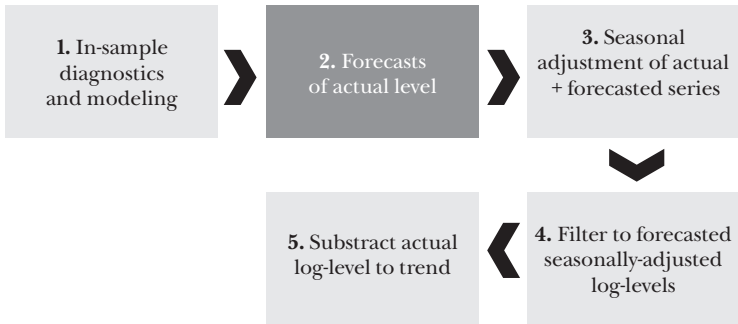 1. In-sample
diagnostics
and modeling
2. Forecasts
of actual level
3. Seasonal
adjustment of actual
+ forecasted series
4. Filter to forecasted
seasonally-adjusted
log-levels
5. Substract actual
log-level to trend